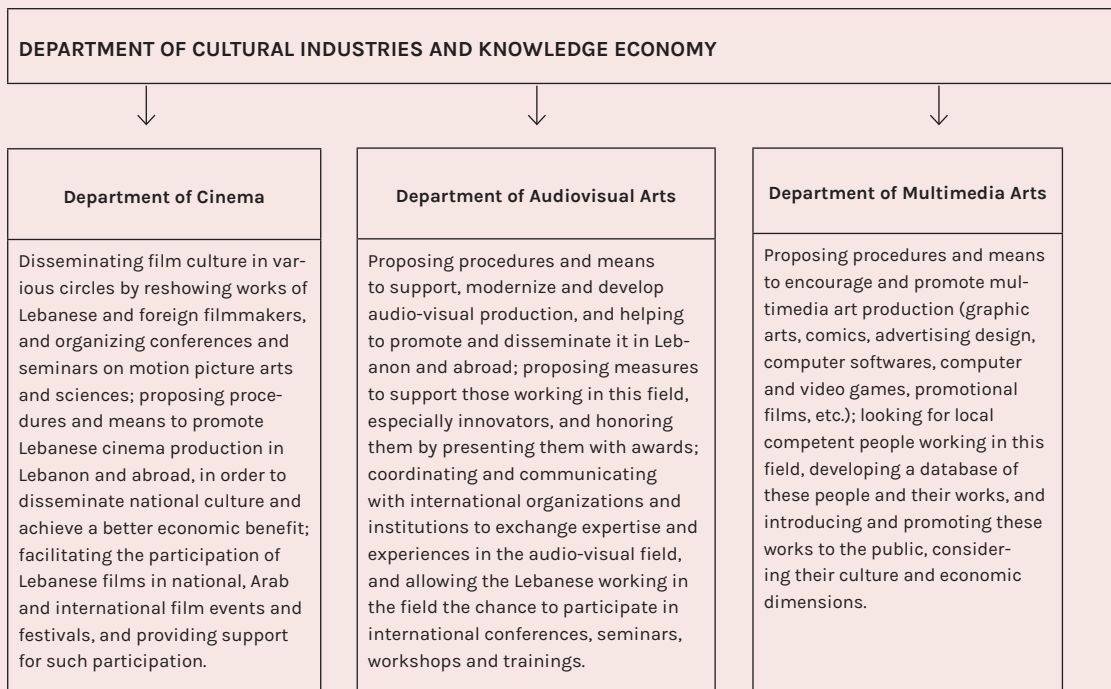 DEPARTMENT OF CULTURAL INDUSTRIES AND KNOWLEDGE ECONOMY
Department of Cinema
Disseminating film culture in var-
ious circles by reshowing works of
Lebanese and foreign filmmakers,
and organizing conferences and
seminars on motion picture arts
and sciences; proposing proce-
dures and means to promote
Lebanese cinema production in
Lebanon and abroad, in order to
disseminate national culture and
achieve a better economic benefit;
facilitating the participation of
Lebanese films in national, Arab
and international film events and
festivals, and providing support
for such participation.
Department of Audiovisual Arts
Proposing procedures and means
to support, modernize and develop
audio-visual production, and helping
to promote and disseminate it in Leb-
anon and abroad; proposing measures
to support those working in this field,
especially innovators, and honoring
them by presenting them with awards;
coordinating and communicating
with international organizations and
institutions to exchange expertise and
experiences in the audio-visual field,
and allowing the Lebanese working in
the field the chance to participate in
international conferences, seminars,
workshops and trainings.
Department of Multimedia Arts
Proposing procedures and means
to encourage and promote mul-
timedia art production (graphic
arts, comics, advertising design,
computer softwares, computer
and video games, promotional
films, etc.); looking for local
competent people working in this
field, developing a database of
these people and their works, and
introducing and promoting these
works to the public, consider-
ing their culture and economic
dimensions.